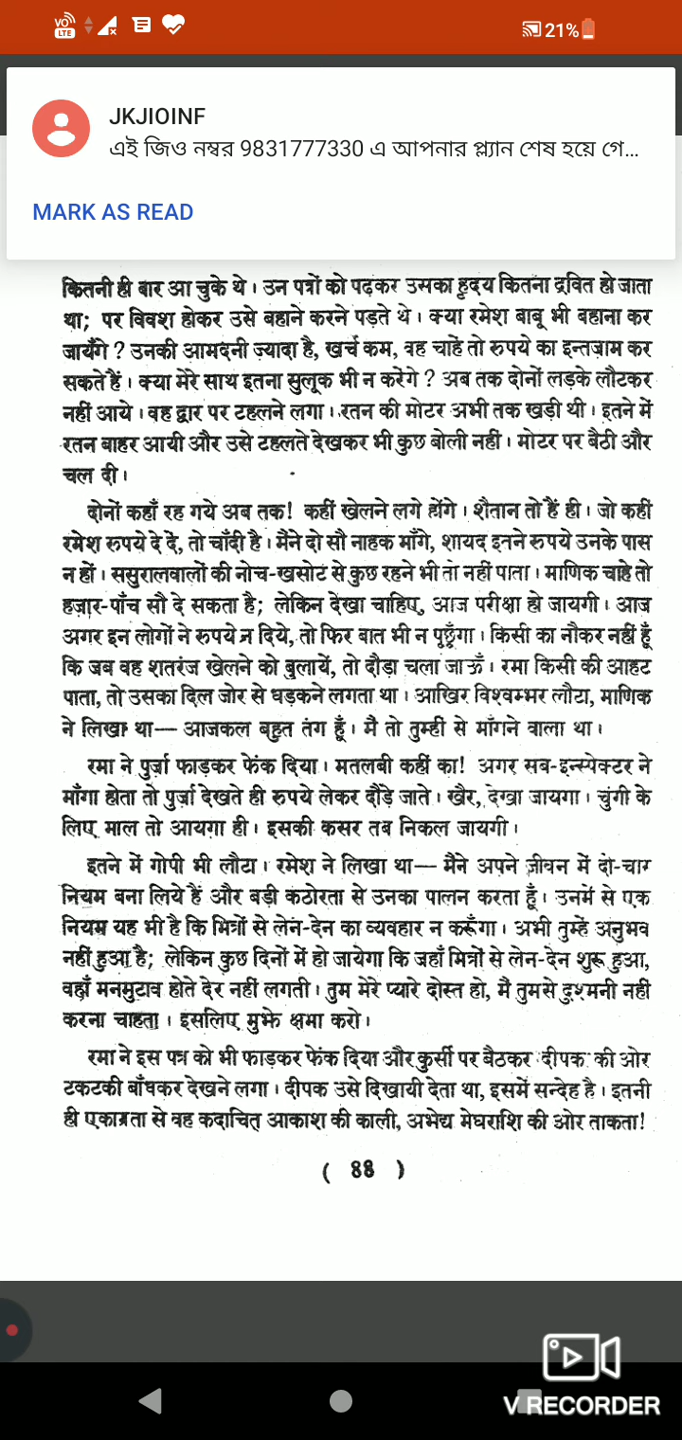 VO LTE
21%
JKJIOINF
এই জিও নম্বর 9831777330 এ আপনার প্ল্যান শেষ হয়ে গে...
MARK AS READ
कितनी ही बार आ चुके थे। उन पत्रों को पढ़कर उसका हृदय कितना द्रवित हो जाता
था; पर विवश होकर उसे बहाने करने पड़ते थे। क्या रमेश बाबू भी बहाना कर
जायँगे? उनकी आमदनी ज़्यादा है, खर्च कम, वह चाहें तो रुपये का इन्तज़ाम कर
सकते हैं। क्या मेरे साथ इतना सुलूक भी न करेंगे? अब तक दोनों लड़के लौटकर
नहीं आये। वह द्वार पर टहलने लगा। रतन की मोटर अभी तक खड़ी थी। इतने में
रतन बाहर आयी और उसे टहलते देखकर भी कुछ बोली नहीं। मोटर पर बैठी और
चल दी।
दोनों कहाँ रह गये अब तक! कहीं खेलने लगे होंगे। शैतान तो हैं ही। जो कहीं
रमेश रुपये दे दे, तो चाँदी है। मैंने दो सौ नाहक माँगे, शायद इतने रुपये उनके पास
न हों। ससुरालवालों की नोच-खसोट से कुछ रहने भी तो नहीं पाता। माणिक चाहे तो
हज़ार-पाँच सौ दे सकता है; लेकिन देखा चाहिए, आज परीक्षा हो जायगी। आज
अगर इन लोगों ने रुपये न दिये, तो फिर बात भी न पूछूँगा। किसी का नौकर नहीं हूँ
कि जब वह शतरंज खेलने को बुलायें, तो दौड़ा चला जाऊँ। रमा किसी की आहट
पाता, तो उसका दिल जोर से धड़कने लगता था। आखिर विश्वम्भर लौटा, माणिक
ने लिखा था— आजकल बहुत तंग हूँ। मैं तो तुम्हीं से माँगने वाला था।
रमा ने पुर्ज़ा फाड़कर फेंक दिया। मतलबी कहीं का! अगर सब-इन्स्पेक्टर ने
माँगा होता तो पुर्ज़ा देखते ही रुपये लेकर दौड़े जाते। खैर, देखा जायगा। चुंगी के
लिए माल तो आयगा ही। इसकी कसर तब निकल जायगी।
इतने में गोपी भी लौटा। रमेश ने लिखा था— मैंने अपने जीवन में दो-चार
नियम बना लिये हैं और बड़ी कठोरता से उनका पालन करता हूँ। उनमें से एक
नियम यह भी है कि मित्रों से लेन-देन का व्यवहार न करूँगा। अभी तुम्हें अनुभव
नहीं हुआ है; लेकिन कुछ दिनों में हो जायेगा कि जहाँ मित्रों से लेन-देन शुरू हुआ,
वहाँ मनमुटाव होते देर नहीं लगती। तुम मेरे प्यारे दोस्त हो, मैं तुमसे दुश्मनी नहीं
करना चाहता। इसलिए मुझे क्षमा करो।
रमा ने इस पत्र को भी फाड़कर फेंक दिया और कुर्सी पर बैठकर दीपक की ओर
टकटकी बाँधकर देखने लगा। दीपक उसे दिखायी देता था, इसमें सन्देह है। इतनी
ही एकाग्रता से वह कदाचित् आकाश की काली, अभेद्य मेघराशि की ओर ताकता!
( ४४ )
V RECORDER